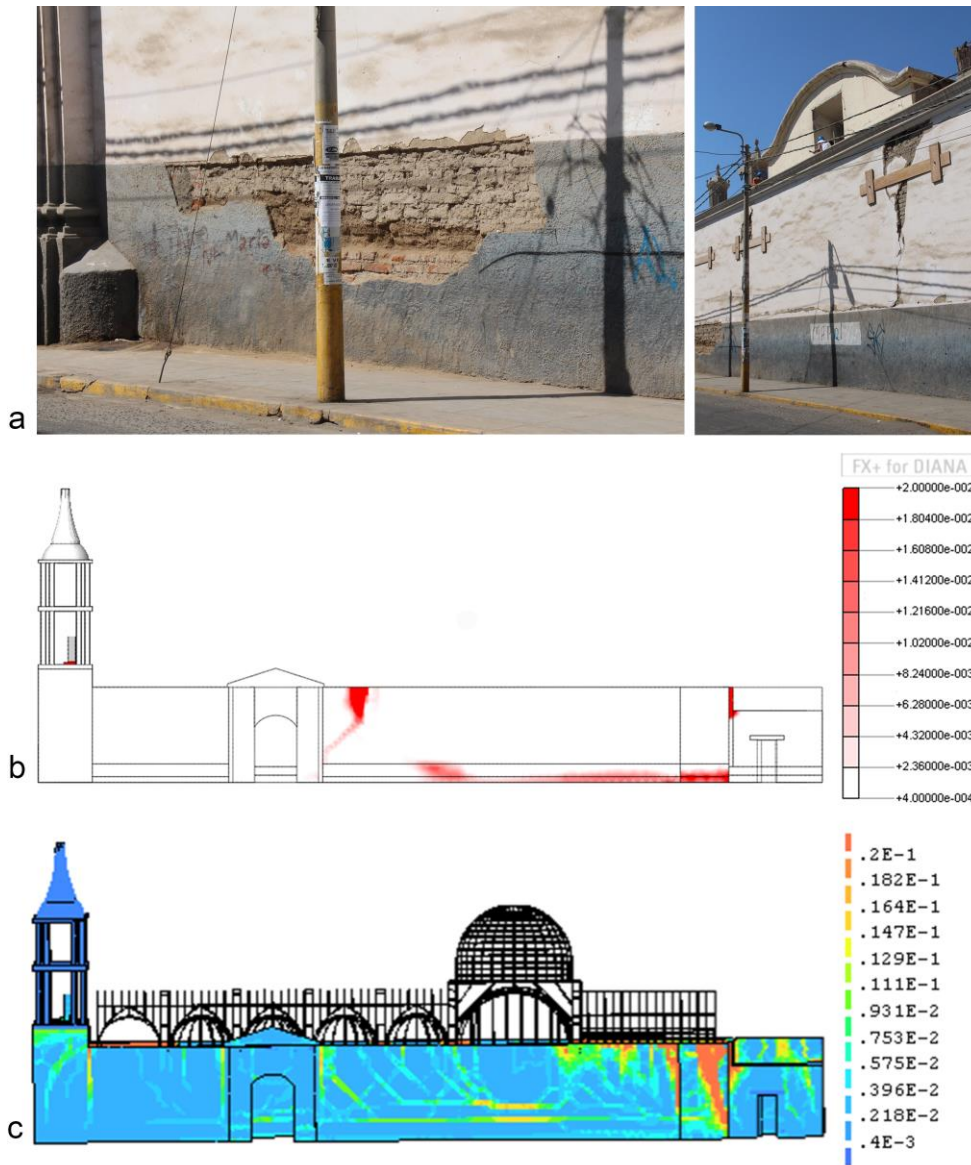 a
FX+ for DIANA
+2.00000e-002
+1.80400e-002
+1.60800e-002
+1.41200e-002
+1.21600e-002
+1.02000e-002
+8.24000e-003
+6.28000e-003
+4.32000e-003
+2.36000e-003
+4.00000e-004
b
.2E-1
.182E-1
.164E-1
.147E-1
.129E-1
.111E-1
.931E-2
.753E-2
.575E-2
.396E-2
.218E-2
.4E-3
c